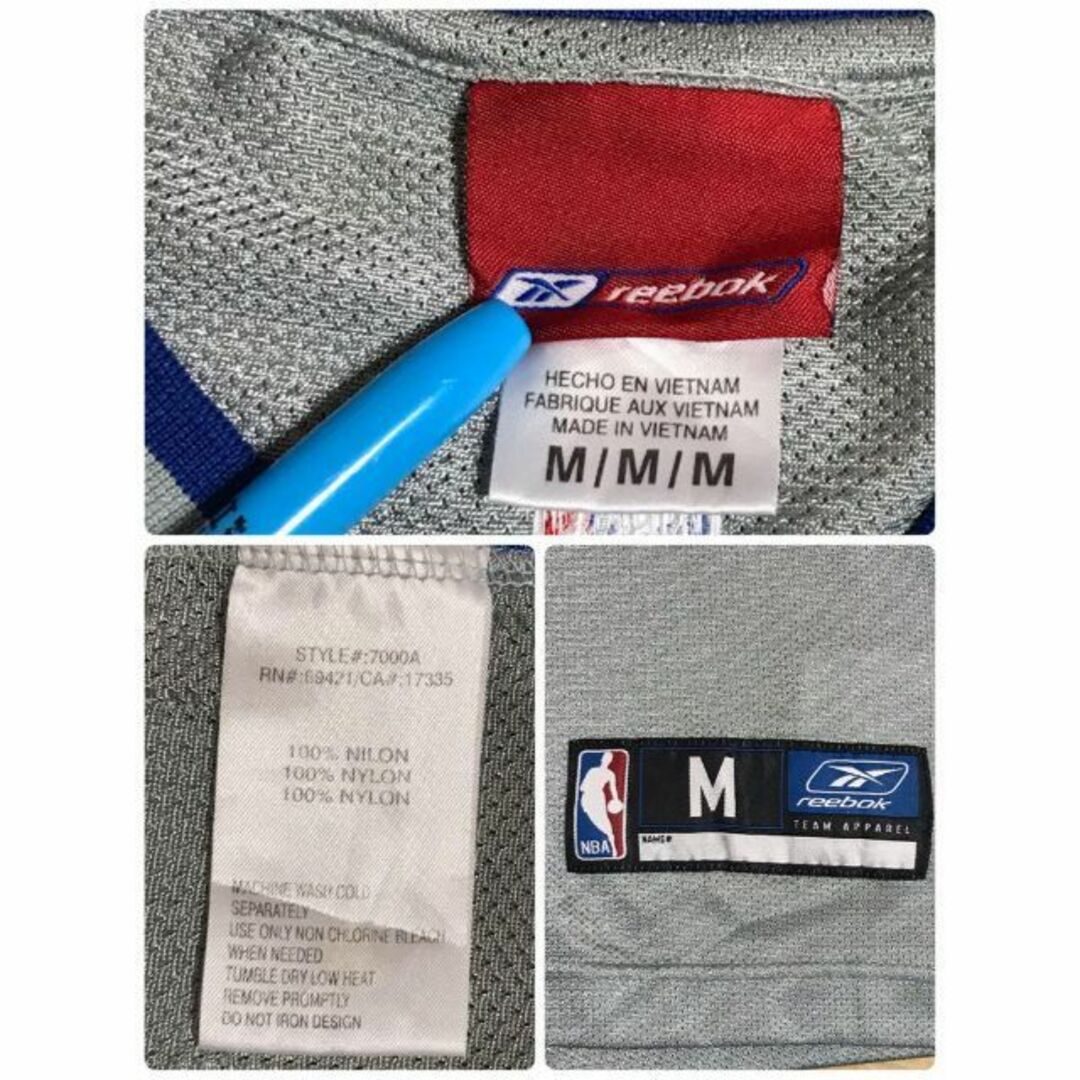 reebok
HECHO EN VIETNAM
FABRIQUE AUX VIETNAM
MADE IN VIETNAM
M/M/M
STYLE#:7000A
RN#:69421/CA#:17335
100% NILON
100% NYLON
100% NYLON
MACHINE WASH COLD
SEPARATELY
USE ONLY NON CHLORINE BLEACH
WHEN NEEDED
TUMBLE DRY LOW HEAT
REMOVE PROMPTLY
DO NOT IRON DESIGN
NBA
M
reebok
TEAM APPAREL
NAME#